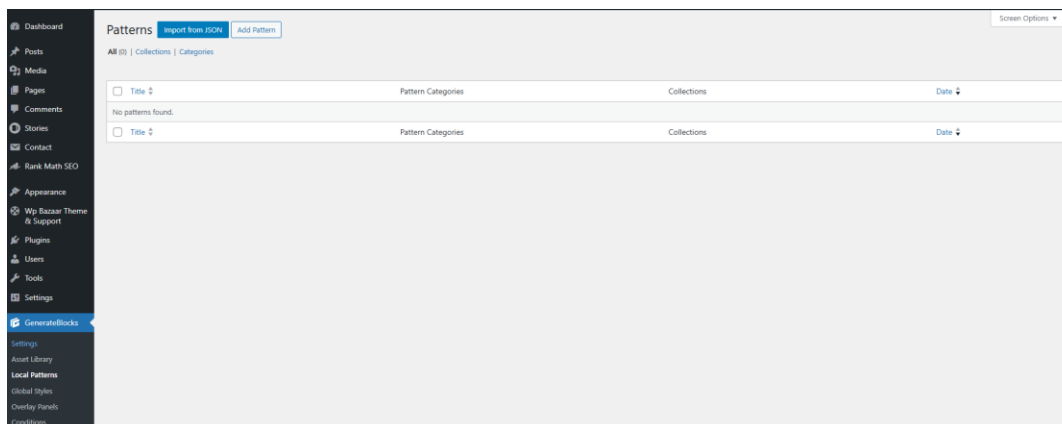 Dashboard
Posts
Media
Pages
Comments
Stories
Contact
Rank Math SEO
Appearance
Wp Bazaar Theme
& Support
Plugins
Users
Tools
Settings
GenerateBlocks
Settings
Asset Library
Local Patterns
Global Styles
Overlay Panels
Conditions
Screen Options
Patterns Import from JSON Add Pattern
All (0) | Collections | Categories
Title Pattern Categories Collections Date
No patterns found.
Title Pattern Categories Collections Date